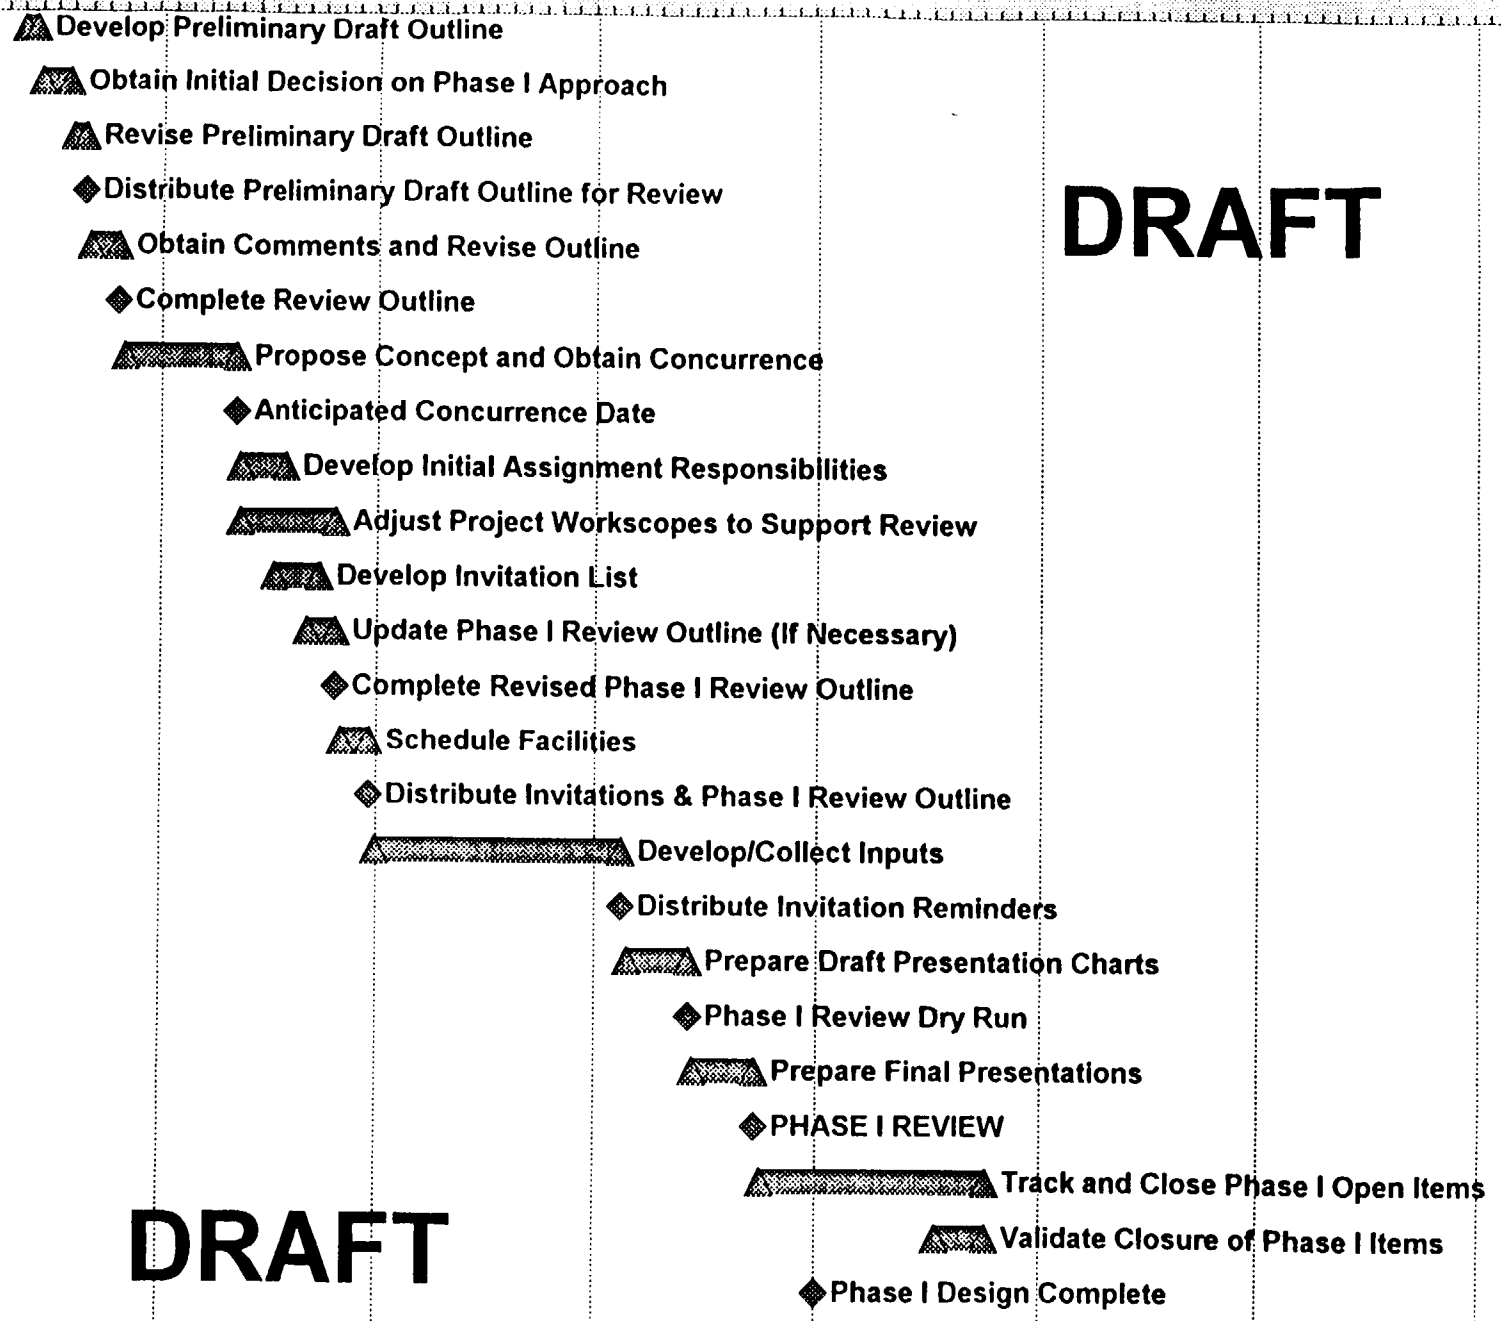 Develop Preliminary Draft Outline
Obtain Initial Decision on Phase I Approach
Revise Preliminary Draft Outline
Distribute Preliminary Draft Outline for Review
DRAFT
Obtain Comments and Revise Outline
Complete Review Outline
Propose Concept and Obtain Concurrence
Anticipated Concurrence Date
Develop Initial Assignment Responsibilities
Adjust Project Workscopes to Support Review
Develop Invitation List
Update Phase I Review Outline (If Necessary)
Complete Revised Phase I Review Outline
Schedule Facilities
Distribute Invitations & Phase I Review Outline
Develop/Collect Inputs
Distribute Invitation Reminders
Prepare Draft Presentation Charts
Phase I Review Dry Run
Prepare Final Presentations
PHASE I REVIEW
Track and Close Phase I Open Items
DRAFT
Validate Closure of Phase I Items
Phase I Design Complete